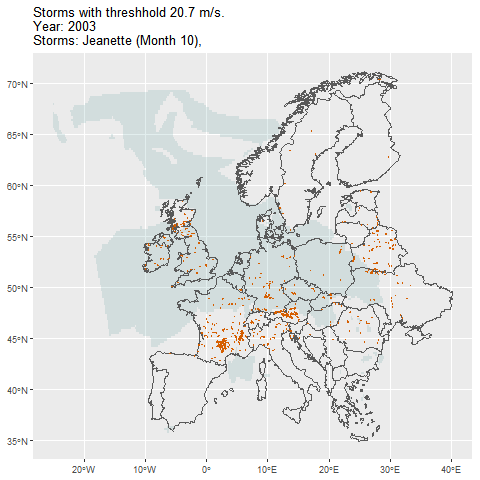 Storms with threshhold 20.7 m/s.
Year: 2003
Storms: Jeanette (Month 10),
70°N
65°N
60°N
55°N
50°N
45°N
40°N
35°N
20°W
10°W
0°
10°E
20°E
30°E
40°E